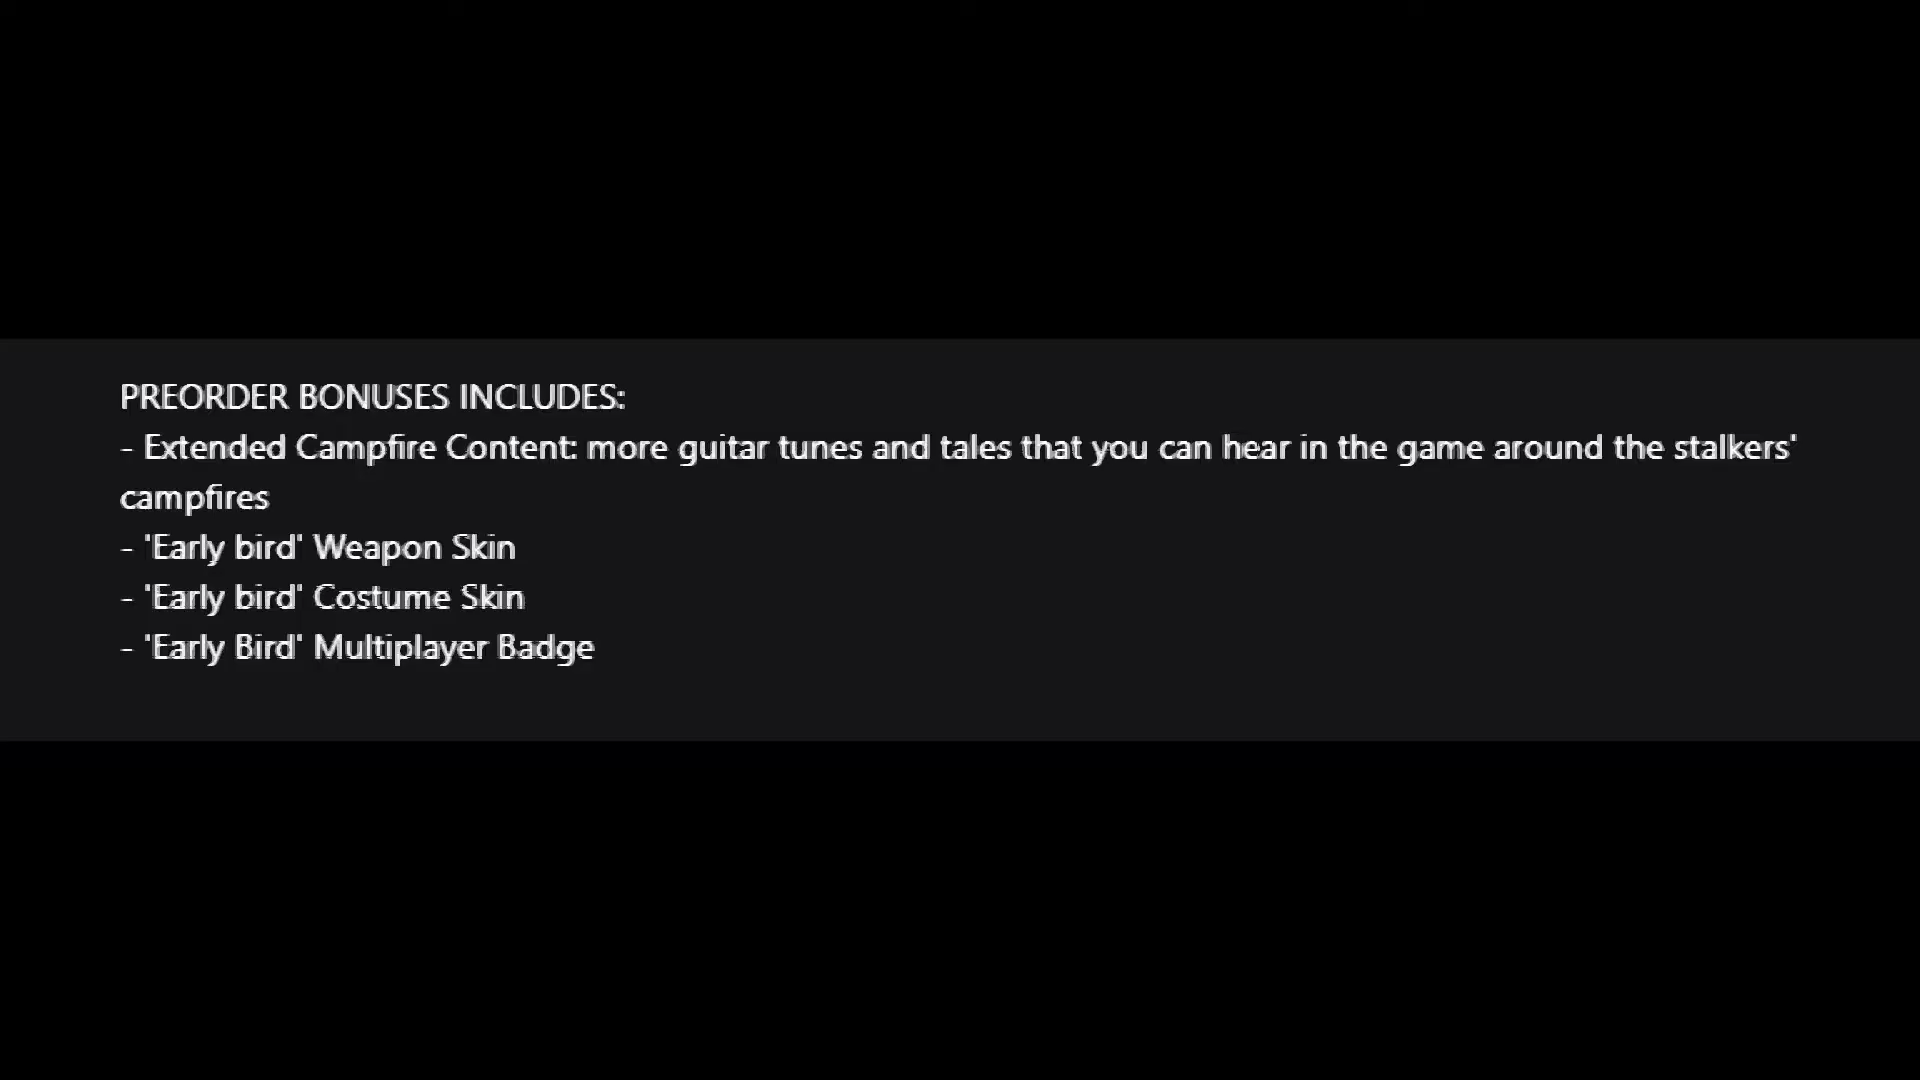 PREORDER BONUSES INCLUDES:
- Extended Campfire Content: more guitar tunes and tales that you can hear in the game around the stalkers'
campfires
- 'Early bird' Weapon Skin
- 'Early bird' Costume Skin
- 'Early Bird' Multiplayer Badge